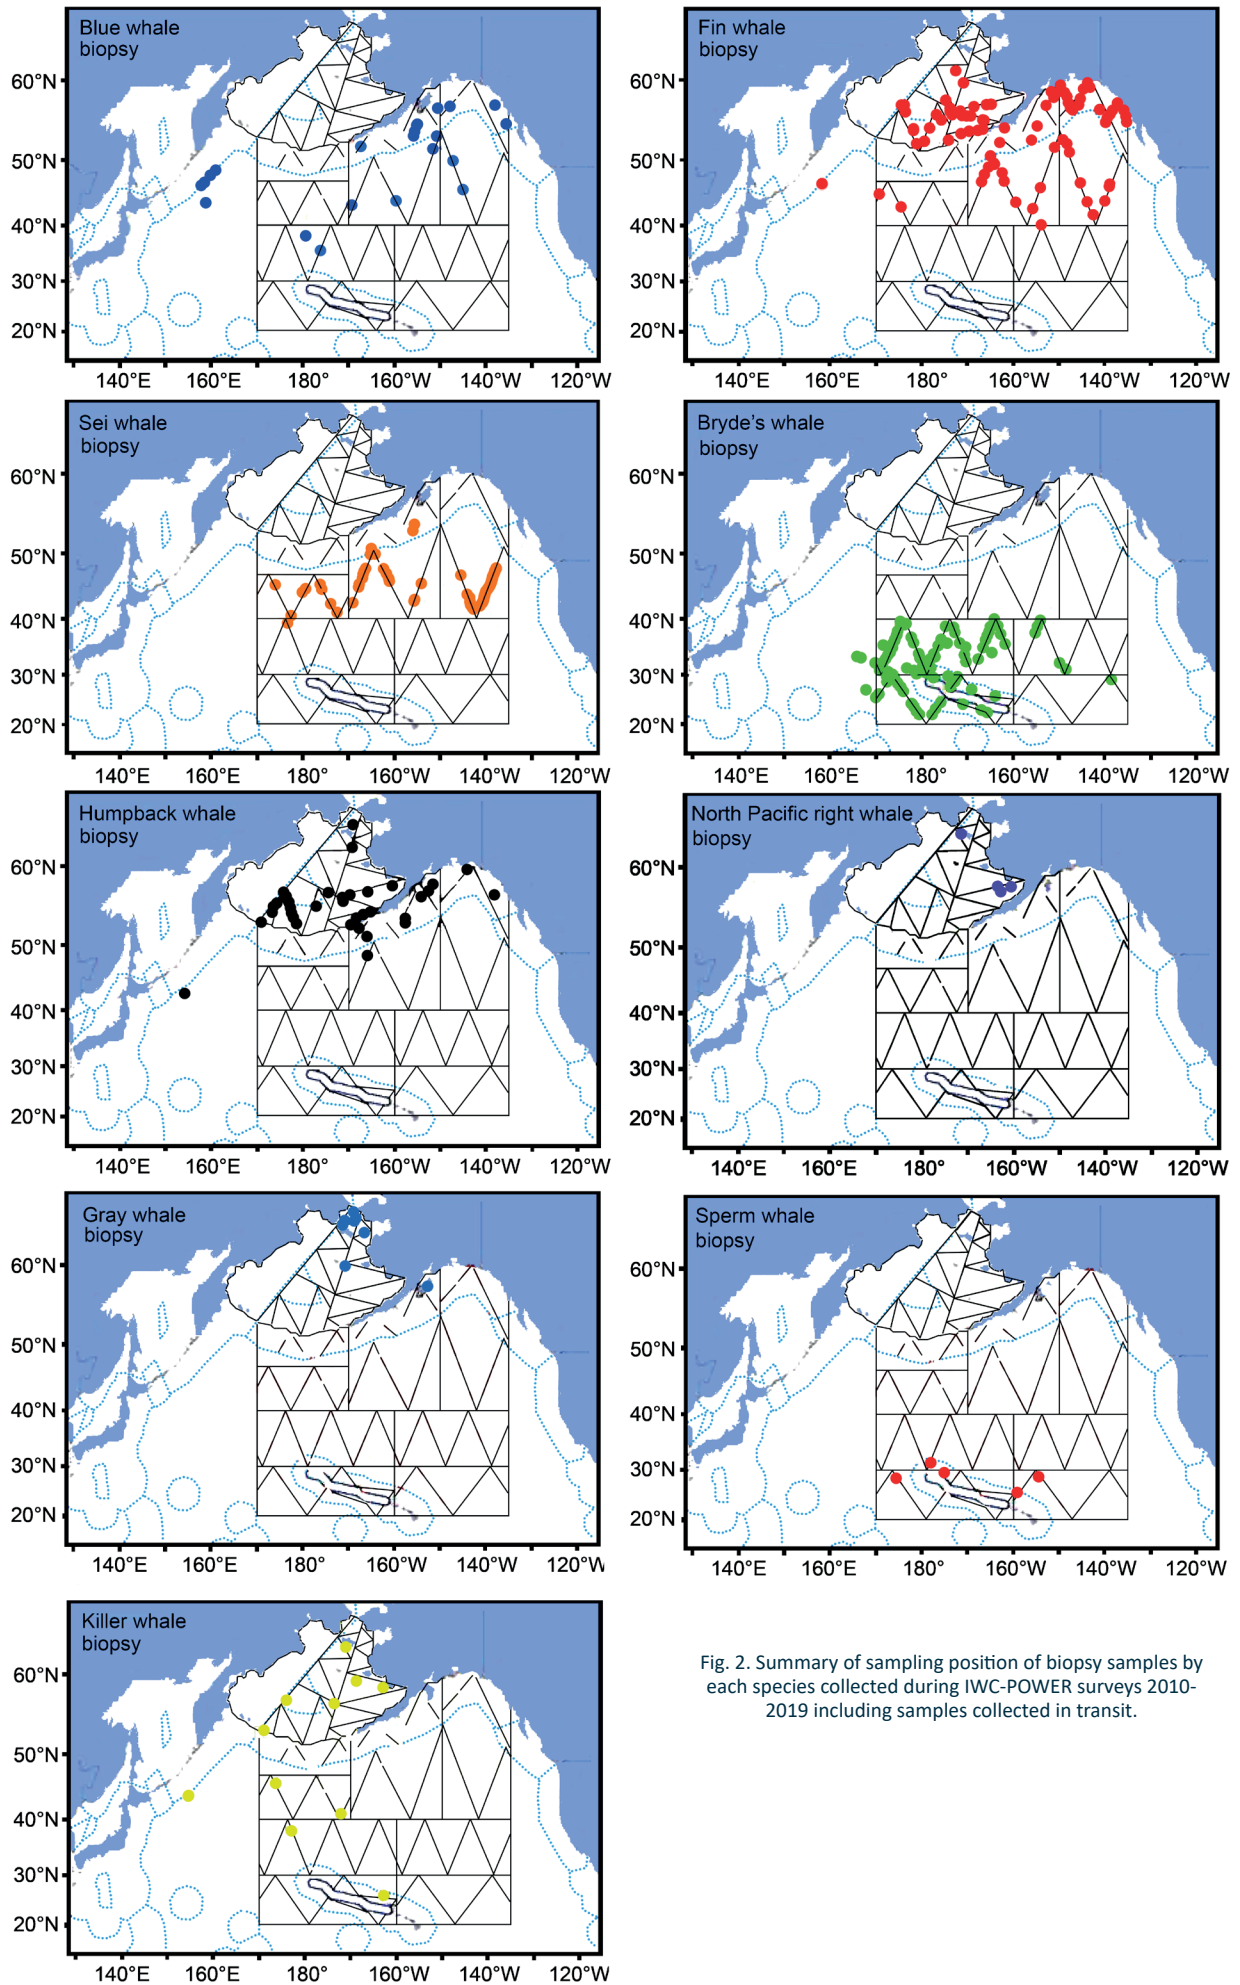 Blue whale
biopsy
60°N
50°N
40°N
30°N
20°N
140°E 160°E 180° 160°W 140°W 120°W
Fin whale
biopsy
60°N
50°N
40°N
30°N
20°N
140°E 160°E 180° 160°W 140°W 120°W
Sei whale
biopsy
60°N
50°N
40°N
30°N
20°N
140°E 160°E 180° 160°W 140°W 120°W
Bryde's whale
biopsy
60°N
50°N
40°N
30°N
20°N
140°E 160°E 180° 160°W 140°W 120°W
Humpback whale
biopsy
60°N
50°N
40°N
30°N
20°N
140°E 160°E 180° 160°W 140°W 120°W
North Pacific right whale
biopsy
60°N
50°N
40°N
30°N
20°N
140°E 160°E 180° 160°W 140°W 120°W
Gray whale
biopsy
60°N
50°N
40°N
30°N
20°N
140°E 160°E 180° 160°W 140°W 120°W
Sperm whale
biopsy
60°N
50°N
40°N
30°N
20°N
140°E 160°E 180° 160°W 140°W 120°W
Killer whale
biopsy
60°N
50°N
40°N
30°N
20°N
140°E 160°E 180° 160°W 140°W 120°W
Fig. 2. Summary of sampling position of biopsy samples by
each species collected during IWC-POWER surveys 2010-
2019 including samples collected in transit.